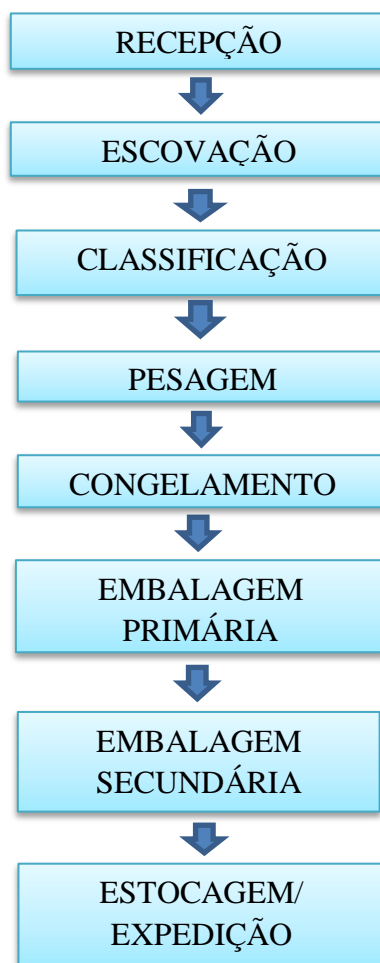 RECEPÇÃO
ESCOVAÇÃO
CLASSIFICAÇÃO
PESAGEM
CONGELAMENTO
EMBALAGEM
PRIMÁRIA
EMBALAGEM
SECUNDÁRIA
ESTOCAGEM/
EXPEDIÇÃO